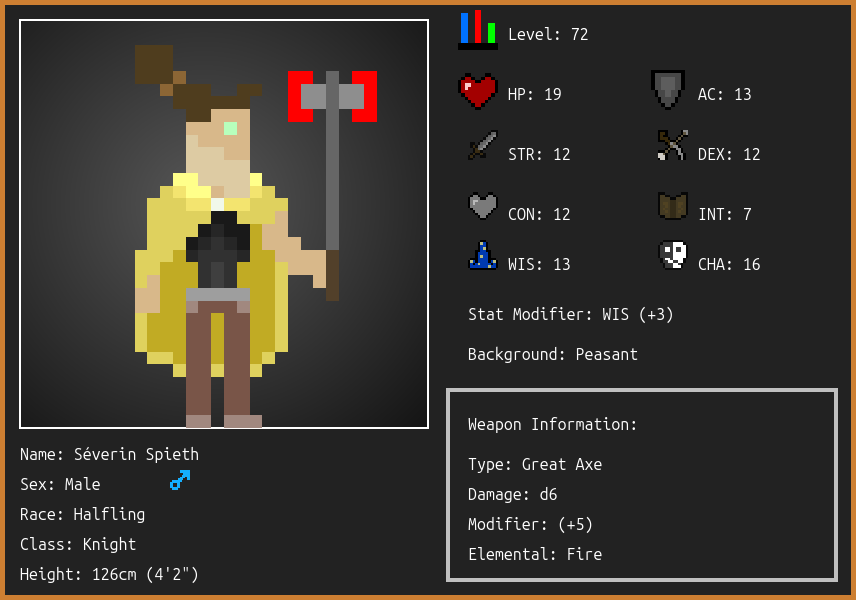 Level: 72
HP: 19
AC: 13
STR: 12
DEX: 12
CON: 12
INT: 7
WIS: 13
CHA: 16
Stat Modifier: WIS (+3)
Background: Peasant
Weapon Information:
Type: Great Axe
Damage: d6
Modifier: (+5)
Elemental: Fire
Name: Séverin Spieth
Sex: Male
Race: Halfling
Class: Knight
Height: 126cm (4'2")